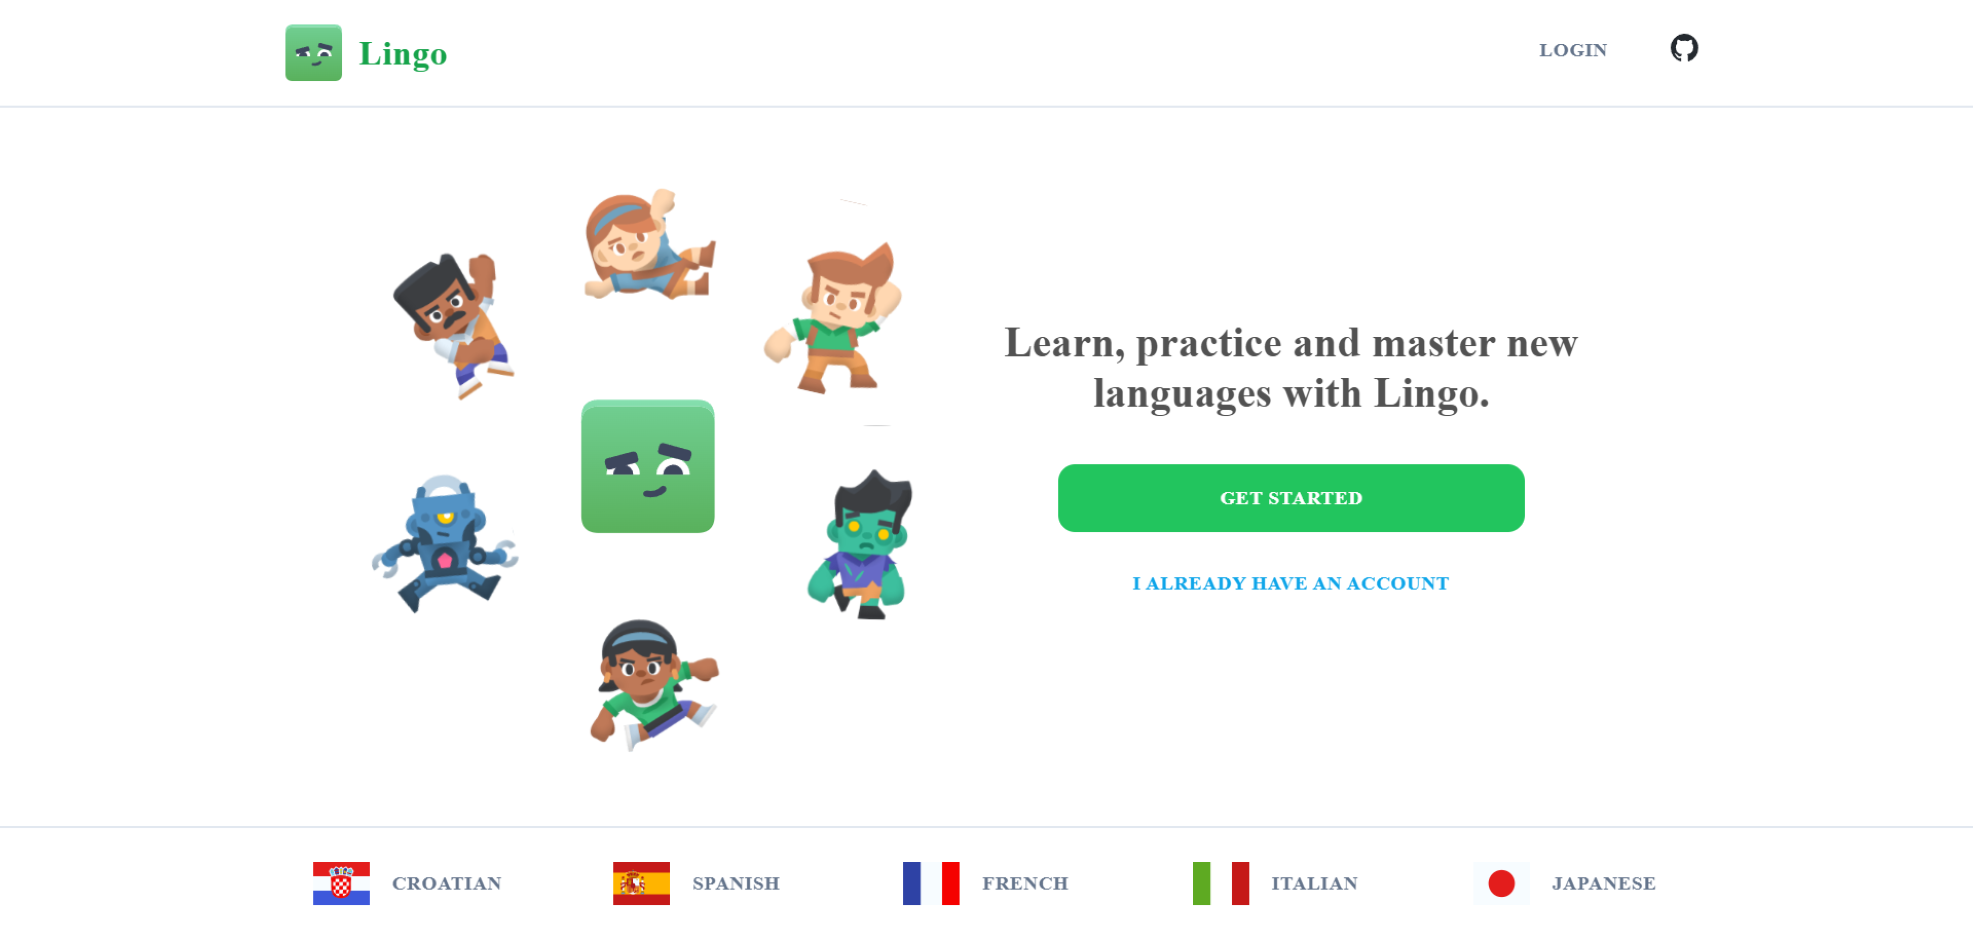 Lingo
LOGIN
Learn, practice and master new
languages with Lingo.
GET STARTED
I ALREADY HAVE AN ACCOUNT
CROATIAN
SPANISH
FRENCH
ITALIAN
JAPANESE